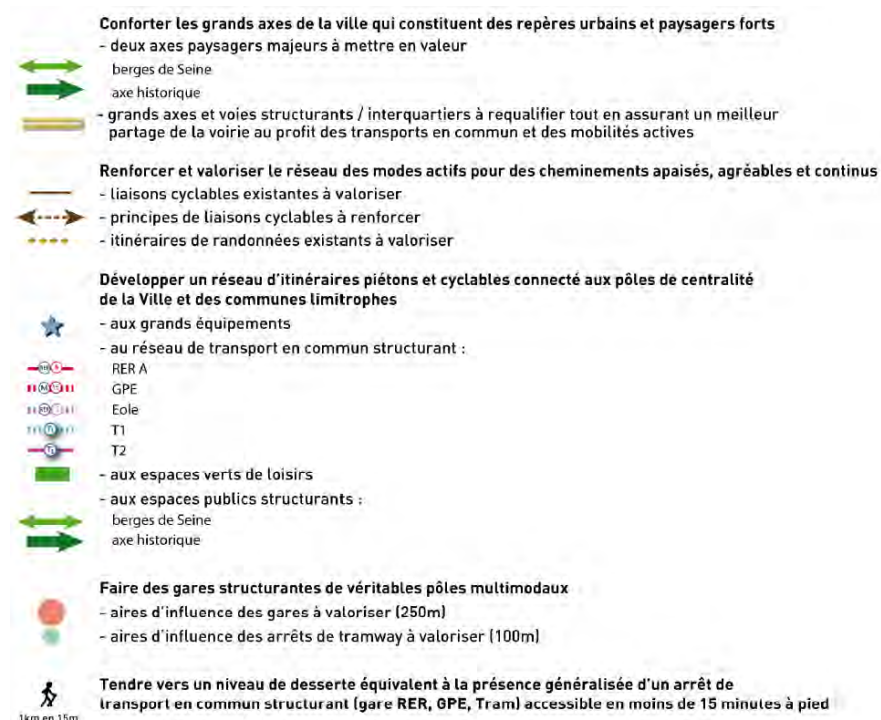 Conforter les grands axes de la ville qui constituent des repères urbains et paysagers forts
- deux axes paysagers majeurs à mettre en valeur
berges de Seine
axe historique
- grands axes et voies structurants / interquartiers à requalifier tout en assurant un meilleur
partage de la voirie au profit des transports en commun et des mobilités actives
Renforcer et valoriser le réseau des modes actifs pour des cheminements apaisés, agréables et continus
- liaisons cyclables existantes à valoriser
- principes de liaisons cyclables à renforcer
- itinéraires de randonnées existants à valoriser
Développer un réseau d'itinéraires piétons et cyclables connecté aux pôles de centralité
de la Ville et des communes limitrophes
- aux grands équipements
- au réseau de transport en commun structurant :
RER A
GPE
Eole
T1
T2
- aux espaces verts de loisirs
- aux espaces publics structurants :
berges de Seine
axe historique
Faire des gares structurantes de véritables pôles multimodaux
- aires d'influence des gares à valoriser (250m)
- aires d'influence des arrêts de tramway à valoriser (100m)
Tendre vers un niveau de desserte équivalent à la présence généralisée d'un arrêt de
transport en commun structurant (gare RER, GPE, Tram) accessible en moins de 15 minutes à pied
1km en 15m